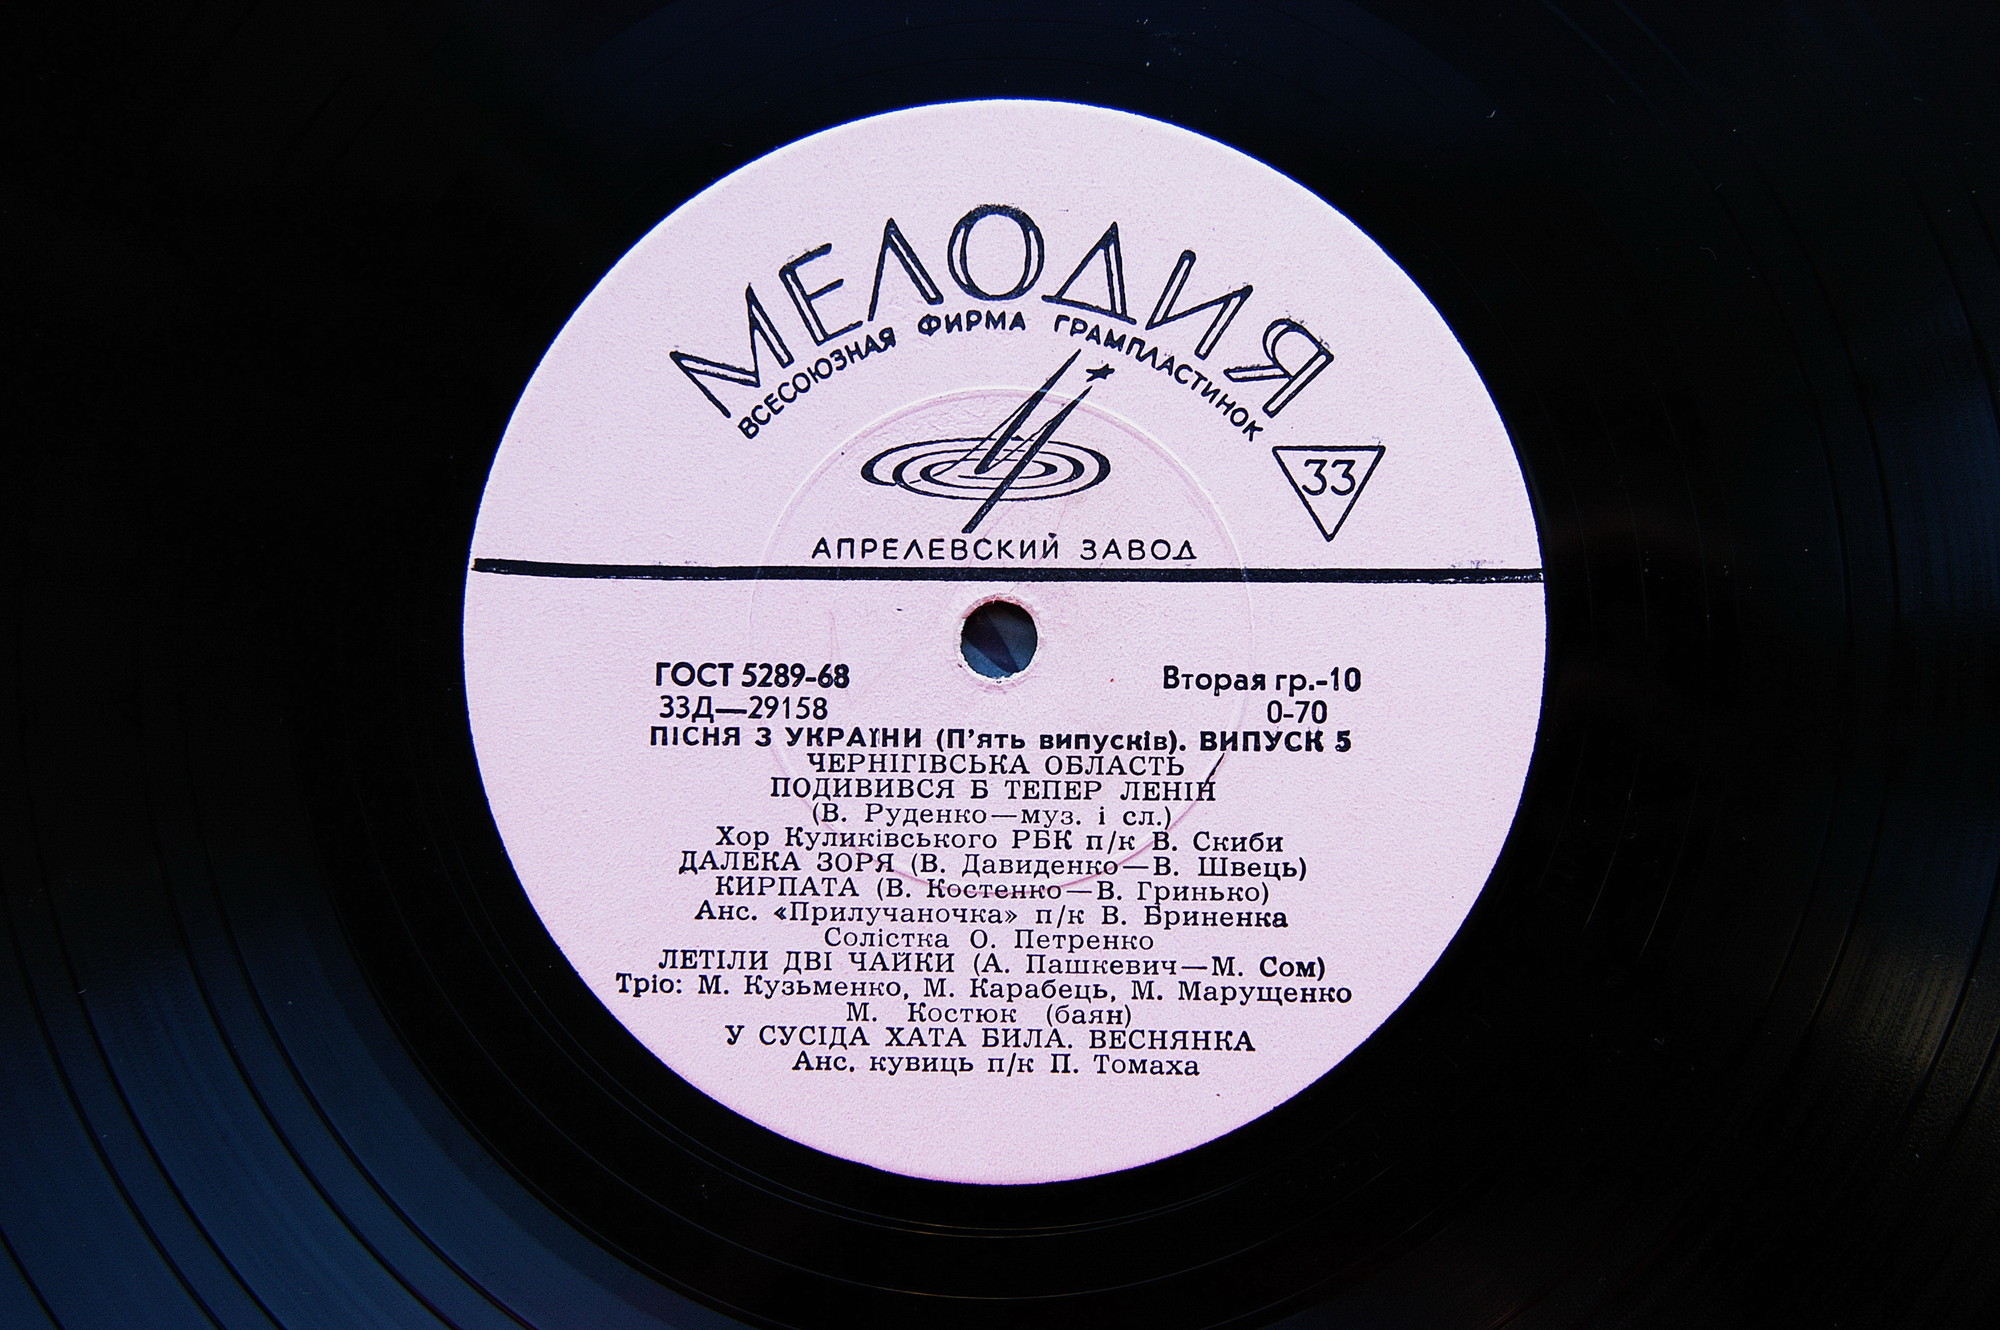 МЕЛОДИЯ
ВСЕСОЮЗНАЯ ФИРМА ГРАМПЛАСТИНОК
33
АПРЕЛЕВСКИЙ ЗАВОД
ГОСТ 5289-68 Вторая гр.-10
33Д—29158 0-70
ПІСНЯ З УКРАЇНИ (П'ять випусків). ВИПУСК 5
ЧЕРНІГІВСЬКА ОБЛАСТЬ
ПОДИВИВСЯ Б ТЕПЕР ЛЕНІН
(В. Руденко—муз. і сл.)
Хор Куликівського РБК п/к В. Скиби
ДАЛЕКА ЗОРЯ (В. Давиденко—В. Швець)
КИРПАТА (В. Костенко—В. Гринько)
Анс. «Прилучаночка» п/к В. Бриненка
Солістка О. Петренко
ЛЕТІЛИ ДВІ ЧАЙКИ (А. Пашкевич—М. Сом)
Тріо: М. Кузьменко, М. Карабець, М. Марущенко
М. Костюк (баян)
У СУСІДА ХАТА БИЛА. ВЕСНЯНКА
Анс. кувиць п/к П. Томаха